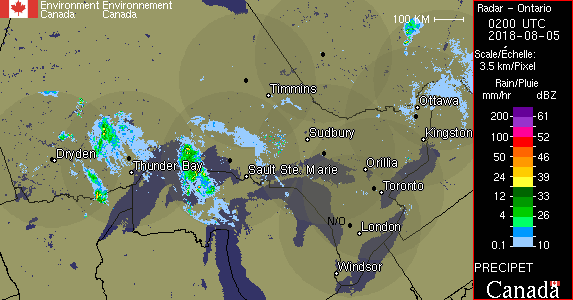 Environment Environnement
Canada Canada
100 KM
Timmins
Ottawa
Sudbury
Kingston
Dryden
Thunder Bay
Sault Ste. Marie
Orillia
Toronto
N/O
London
Windsor
Radar - Ontario
0200 UTC
2018-08-05
Scale/Échelle:
3.5 km/Pixel
Rain/Pluie
mm/hr dBZ
200 61
100 52
50 46
24 39
12 33
4 26
0.1 10
PRECIPET
Canada